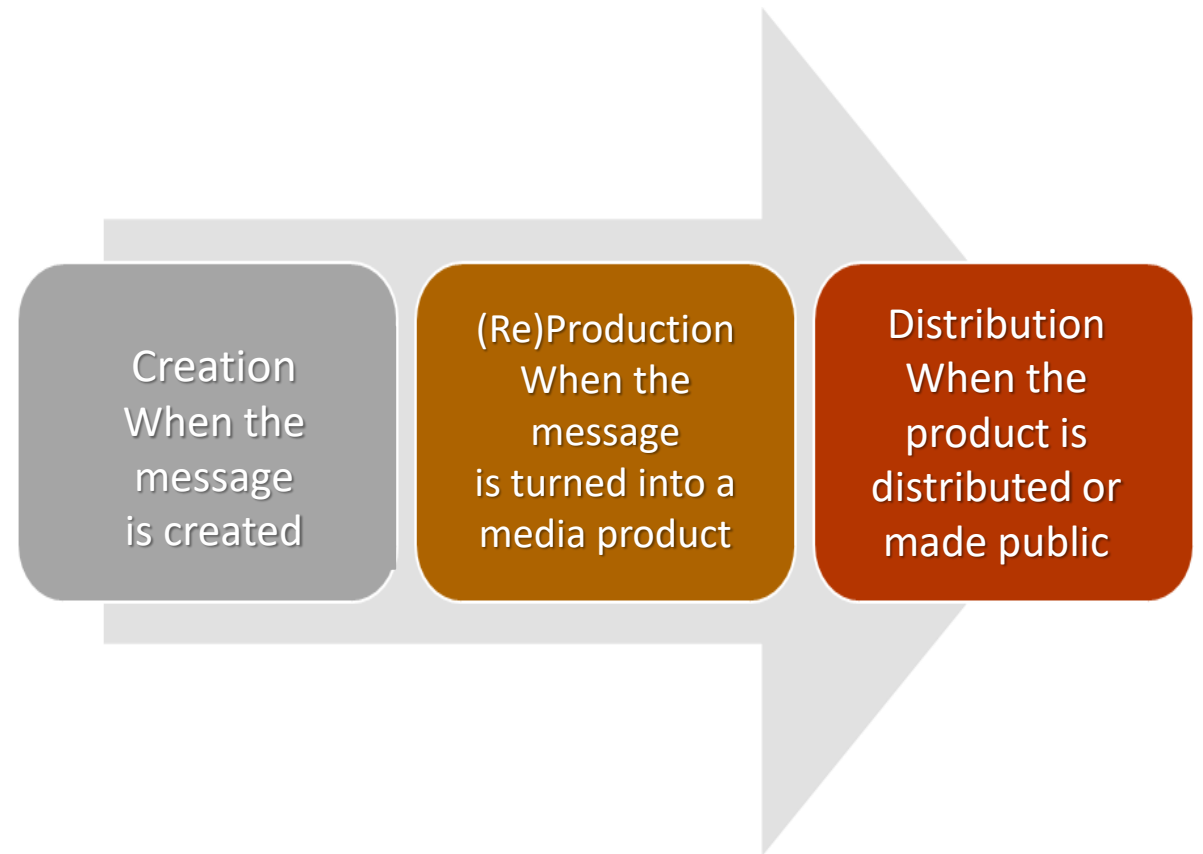 Creation
When the
message
is created
(Re)Production
When the
message
is turned into a
media product
Distribution
When the
product is
distributed or
made public